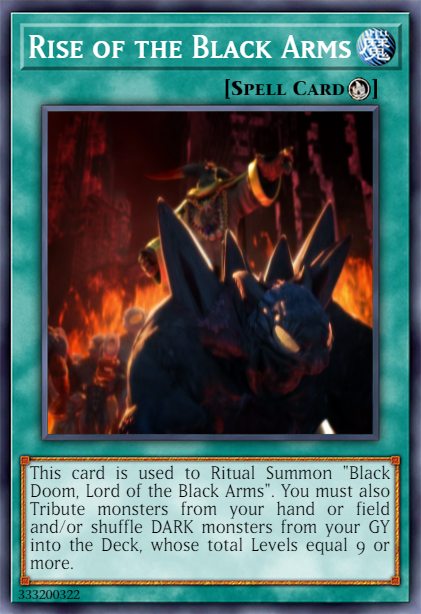 Rise of the Black Arms
魔
[Spell Card]
This card is used to Ritual Summon "Black
Doom, Lord of the Black Arms". You must also
Tribute monsters from your hand or field
and/or shuffle DARK monsters from your GY
into the Deck, whose total Levels equal 9 or
more.
333200322